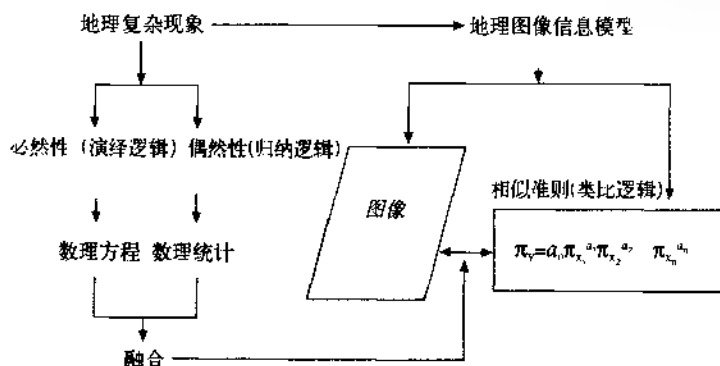 地理复杂现象
地理图像信息模型
必然性（演绎逻辑）偶然性(归纳逻辑)
图像
相似准则(类比逻辑)
数理方程 数理统计
融合